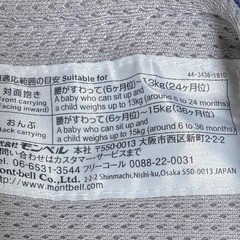 適応範囲の目安 Suitable for
44-3436-1819
対面抱き
(Front carrying
facing inward)
腰がすわって(6ヶ月位)~13kg(24ヶ月位)
A baby who can sit up and
a child weighs up to 13kg (around 6 to 24 months)
おんぶ
(Back carrying)
腰がすわって(6ヶ月位)~15kg(36ヶ月位)
A baby who can sit up and
a child weighs up to 15kg (around 6 to 36 months)
株式会社 モンベル 〒550-0013 大阪市西区新町2-2-2
問い合わせはカスタマー・サービスまで
06-6531-3544 フリーコール 0088-22-0031
mont-bell Co., Ltd. 2-2-2 Shinmachi, Nishi-ku, Osaka 550-0013 JAPAN
http://www.montbell.com